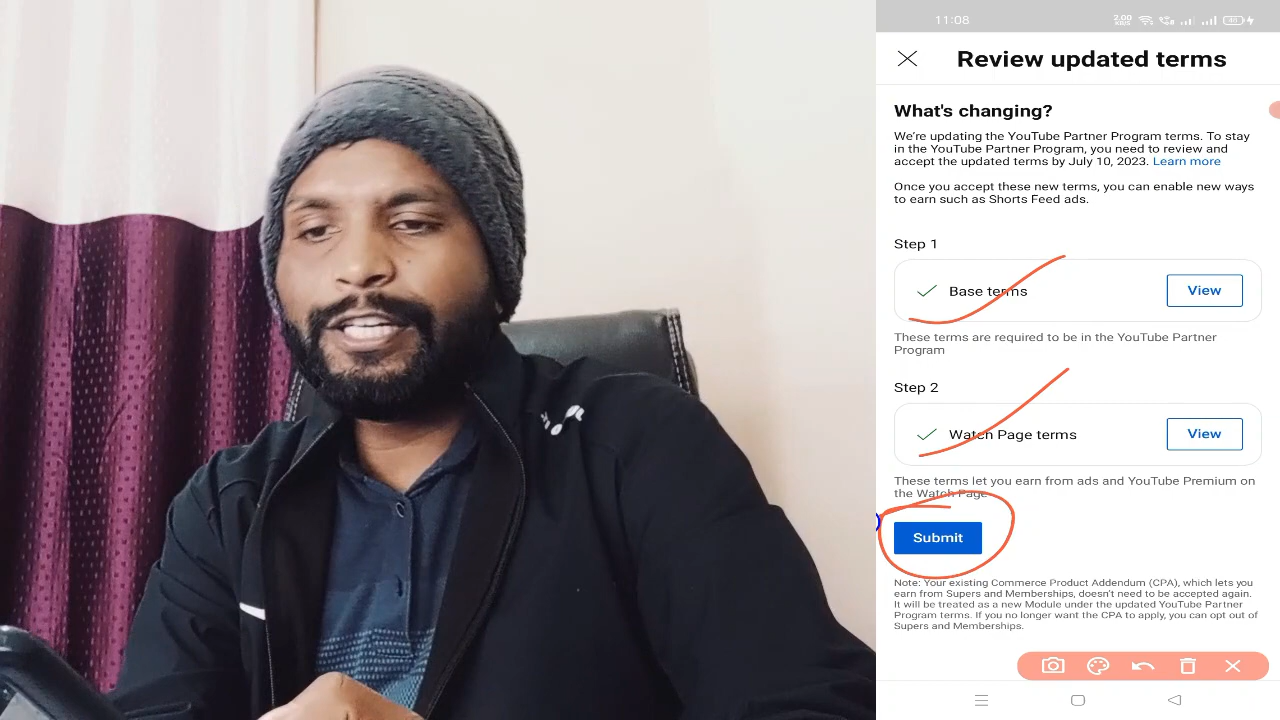 11:08
2.00
KB/S
Review updated terms
What's changing?
We're updating the YouTube Partner Program terms. To stay
in the YouTube Partner Program, you need to review and
accept the updated terms by July 10, 2023. Learn more
Once you accept these new terms, you can enable new ways
to earn such as Shorts Feed ads.
Step 1
Base terms
View
These terms are required to be in the YouTube Partner
Program
Step 2
Watch Page terms
View
These terms let you earn from ads and YouTube Premium on
the Watch Page
Submit
Note: Your existing Commerce Product Addendum (CPA), which lets you
earn from Supers and Memberships, doesn't need to be accepted again.
It will be treated as a new Module under the updated YouTube Partner
Program terms. If you no longer want the CPA to apply, you can opt out of
Supers and Memberships.